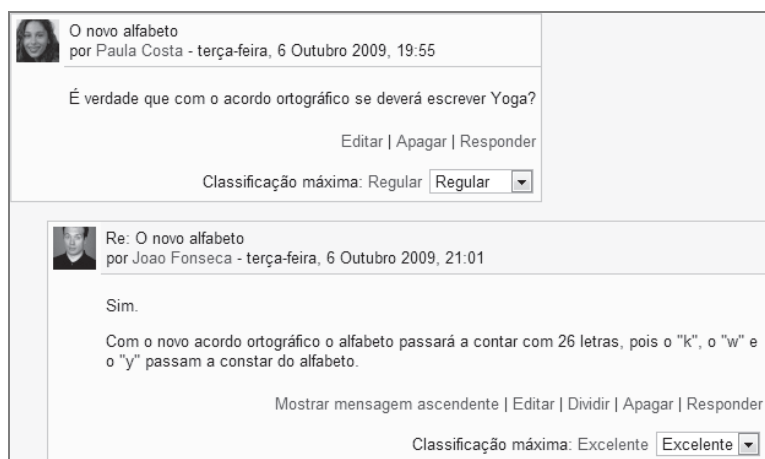 O novo alfabeto
por Paula Costa - terça-feira, 6 Outubro 2009, 19:55
É verdade que com o acordo ortográfico se deverá escrever Yoga?
Editar | Apagar | Responder
Classificação máxima: Regular Regular
Re: O novo alfabeto
por Joao Fonseca - terça-feira, 6 Outubro 2009, 21:01
Sim.
Com o novo acordo ortográfico o alfabeto passará a contar com 26 letras, pois o "k", o "w" e
o "y" passam a constar do alfabeto.
Mostrar mensagem ascendente | Editar | Dividir | Apagar | Responder
Classificação máxima: Excelente Excelente